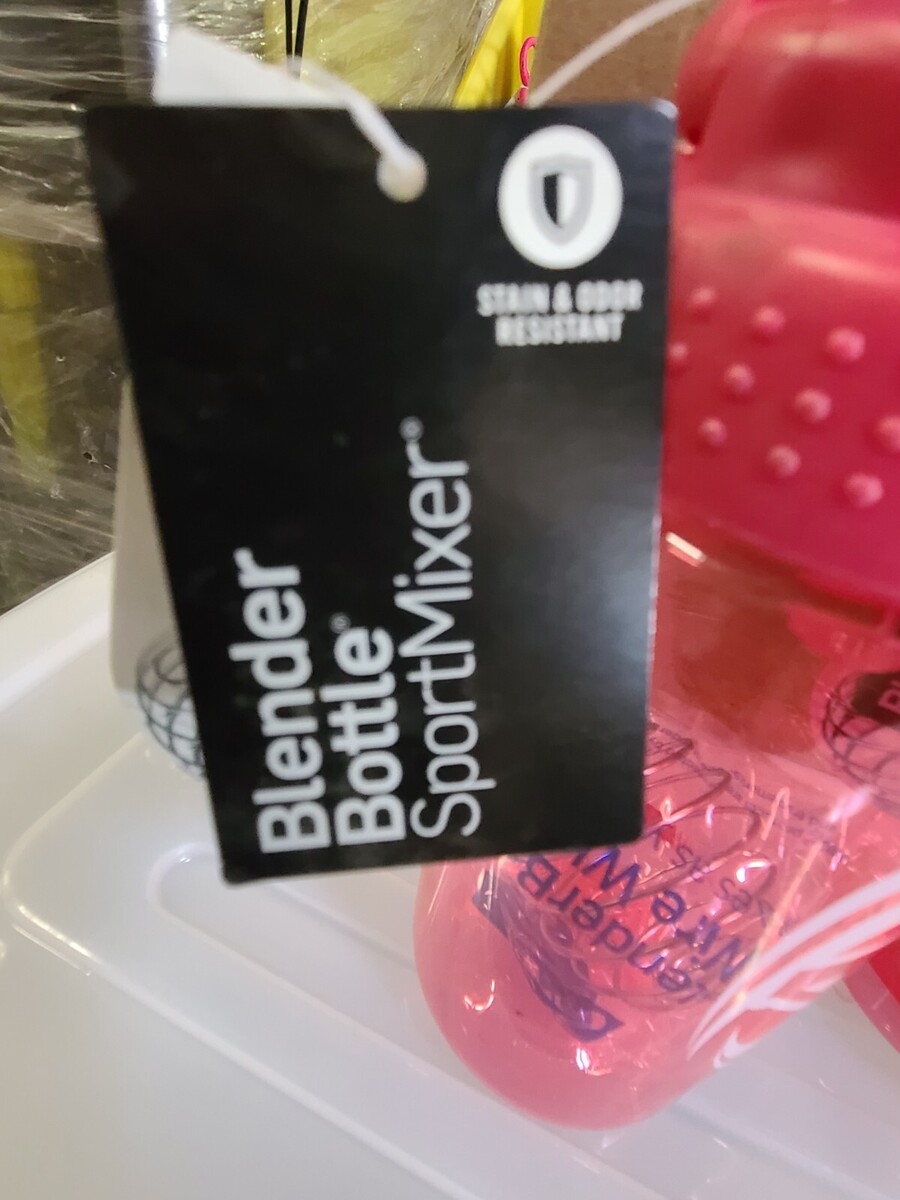 STAIN & ODOR
RESISTANT
Blender
Bottle®
SportMixer®